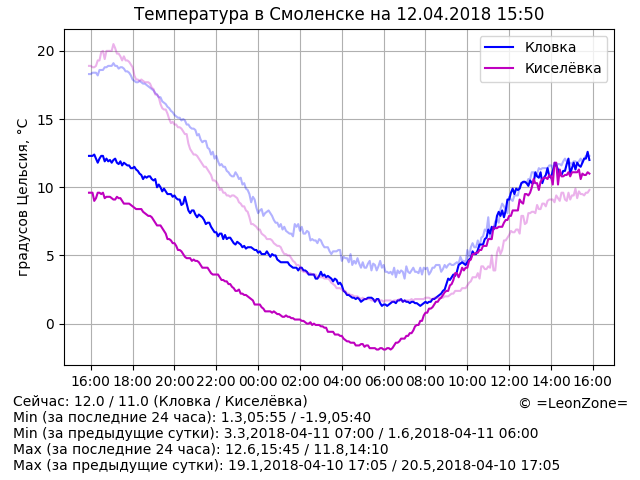 Температура в Смоленске на 12.04.2018 15:50
Кловка
Киселёвка
градусов Цельсия, °C
20
15
10
5
0
16:00 18:00 20:00 22:00 00:00 02:00 04:00 06:00 08:00 10:00 12:00 14:00 16:00
Сейчас: 12.0 / 11.0 (Кловка / Киселёвка)
© =LeonZone=
Min (за последние 24 часа): 1.3,05:55 / -1.9,05:40
Min (за предыдущие сутки): 3.3,2018-04-11 07:00 / 1.6,2018-04-11 06:00
Max (за последние 24 часа): 12.6,15:45 / 11.8,14:10
Max (за предыдущие сутки): 19.1,2018-04-10 17:05 / 20.5,2018-04-10 17:05